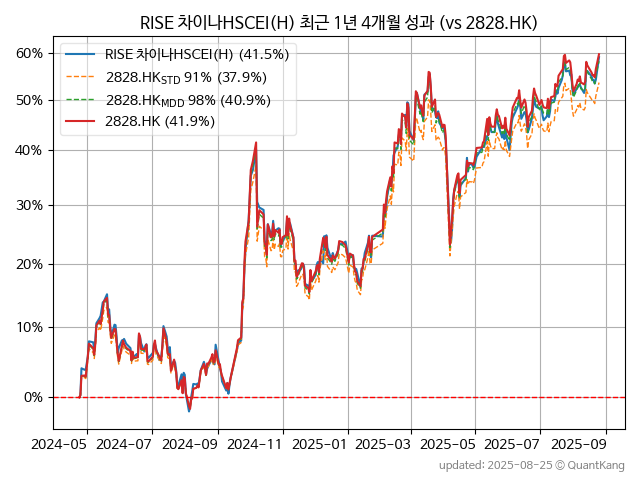 RISE 차이나HSCEI(H) 최근 1년 4개월 성과 (vs 2828.HK)
RISE 차이나HSCEI(H) (41.5%)
2828.HK_STD 91% (37.9%)
2828.HK_MDD 98% (40.9%)
2828.HK (41.9%)
60%
50%
40%
30%
20%
10%
0%
2024-05 2024-07 2024-09 2024-11 2025-01 2025-03 2025-05 2025-07 2025-09
updated: 2025-08-25 © QuantKang